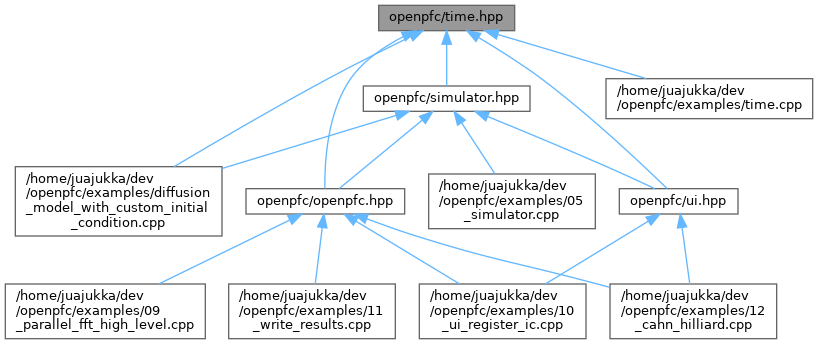 openpfc/time.hpp
openpfc/simulator.hpp
/home/juajukka/dev
/openpfc/examples/time.cpp
/home/juajukka/dev
/openpfc/examples/diffusion
_model_with_custom_initial
_condition.cpp
openpfc/openpfc.hpp
/home/juajukka/dev
/openpfc/examples/05
_simulator.cpp
openpfc/ui.hpp
/home/juajukka/dev
/openpfc/examples/09
_parallel_fft_high_level.cpp
/home/juajukka/dev
/openpfc/examples/11
_write_results.cpp
/home/juajukka/dev
/openpfc/examples/10
_ui_register_ic.cpp
/home/juajukka/dev
/openpfc/examples/12
_cahn_hilliard.cpp